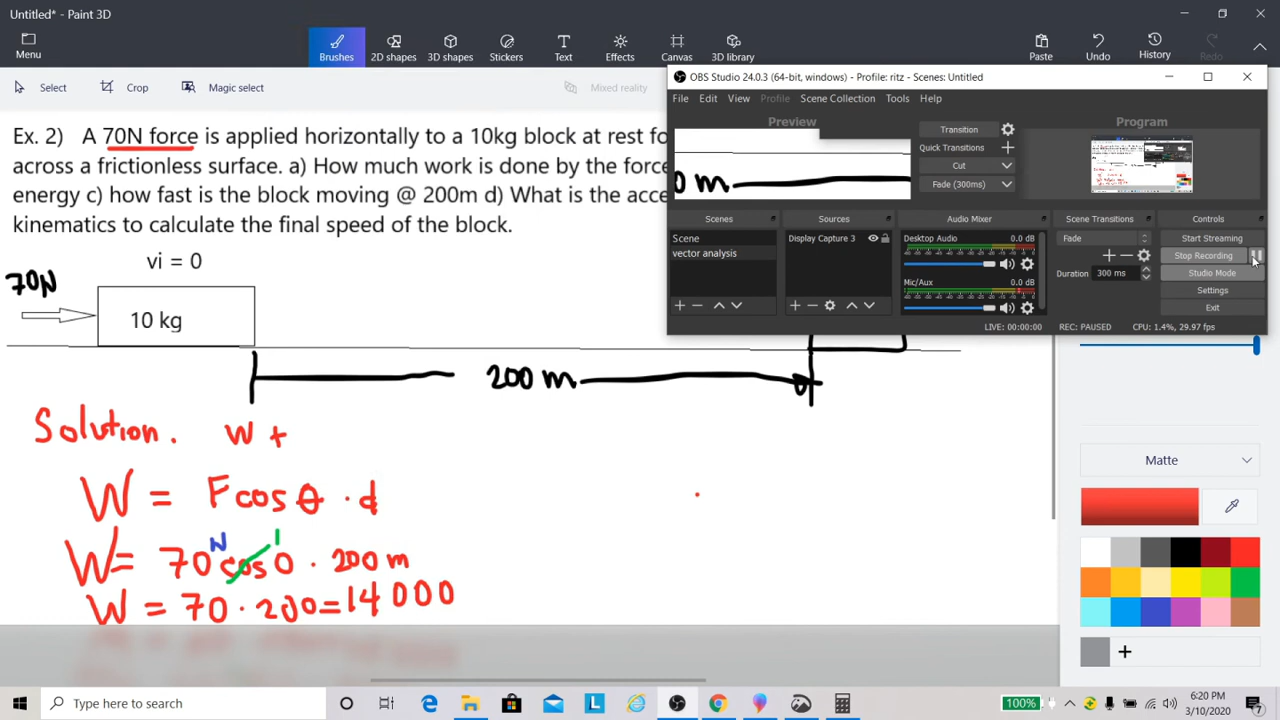 Untitled* - Paint 3D
Menu
Brushes
2D shapes
3D shapes
Stickers
Text
Effects
Canvas
3D library
Paste
Undo
History
Redo
Select
Crop
Magic select
Mixed reality
Ex. 2) A 70N force is applied horizontally to a 10kg block at rest fo
across a frictionless surface. a) How much work is done by the force
energy c) how fast is the block moving @ 200m d) What is the acce
kinematics to calculate the final speed of the block.
vi = 0
70N
10 kg
200 m
Solution. W +
W = Fcosθ · d
W= 70 N cos 0 1 · 200 m
W = 70 · 200 = 14 000
OBS Studio 24.0.3 (64-bit, windows) - Profile: ritz - Scenes: Untitled
File Edit View Profile Scene Collection Tools Help
Preview
0 m
Transition
Quick Transitions
Cut
Fade (300ms)
Program
Scenes
Scene
vector analysis
Sources
Display Capture 3
Audio Mixer
Desktop Audio 0.0 dB
Mic/Aux 0.0 dB
Scene Transitions
Fade
Duration 300 ms
Controls
Start Streaming
Stop Recording
Studio Mode
Settings
Exit
LIVE: 00:00:00 REC: PAUSED CPU: 1.4%, 29.97 fps
Matte
Type here to search
100%
6:20 PM
3/10/2020
7